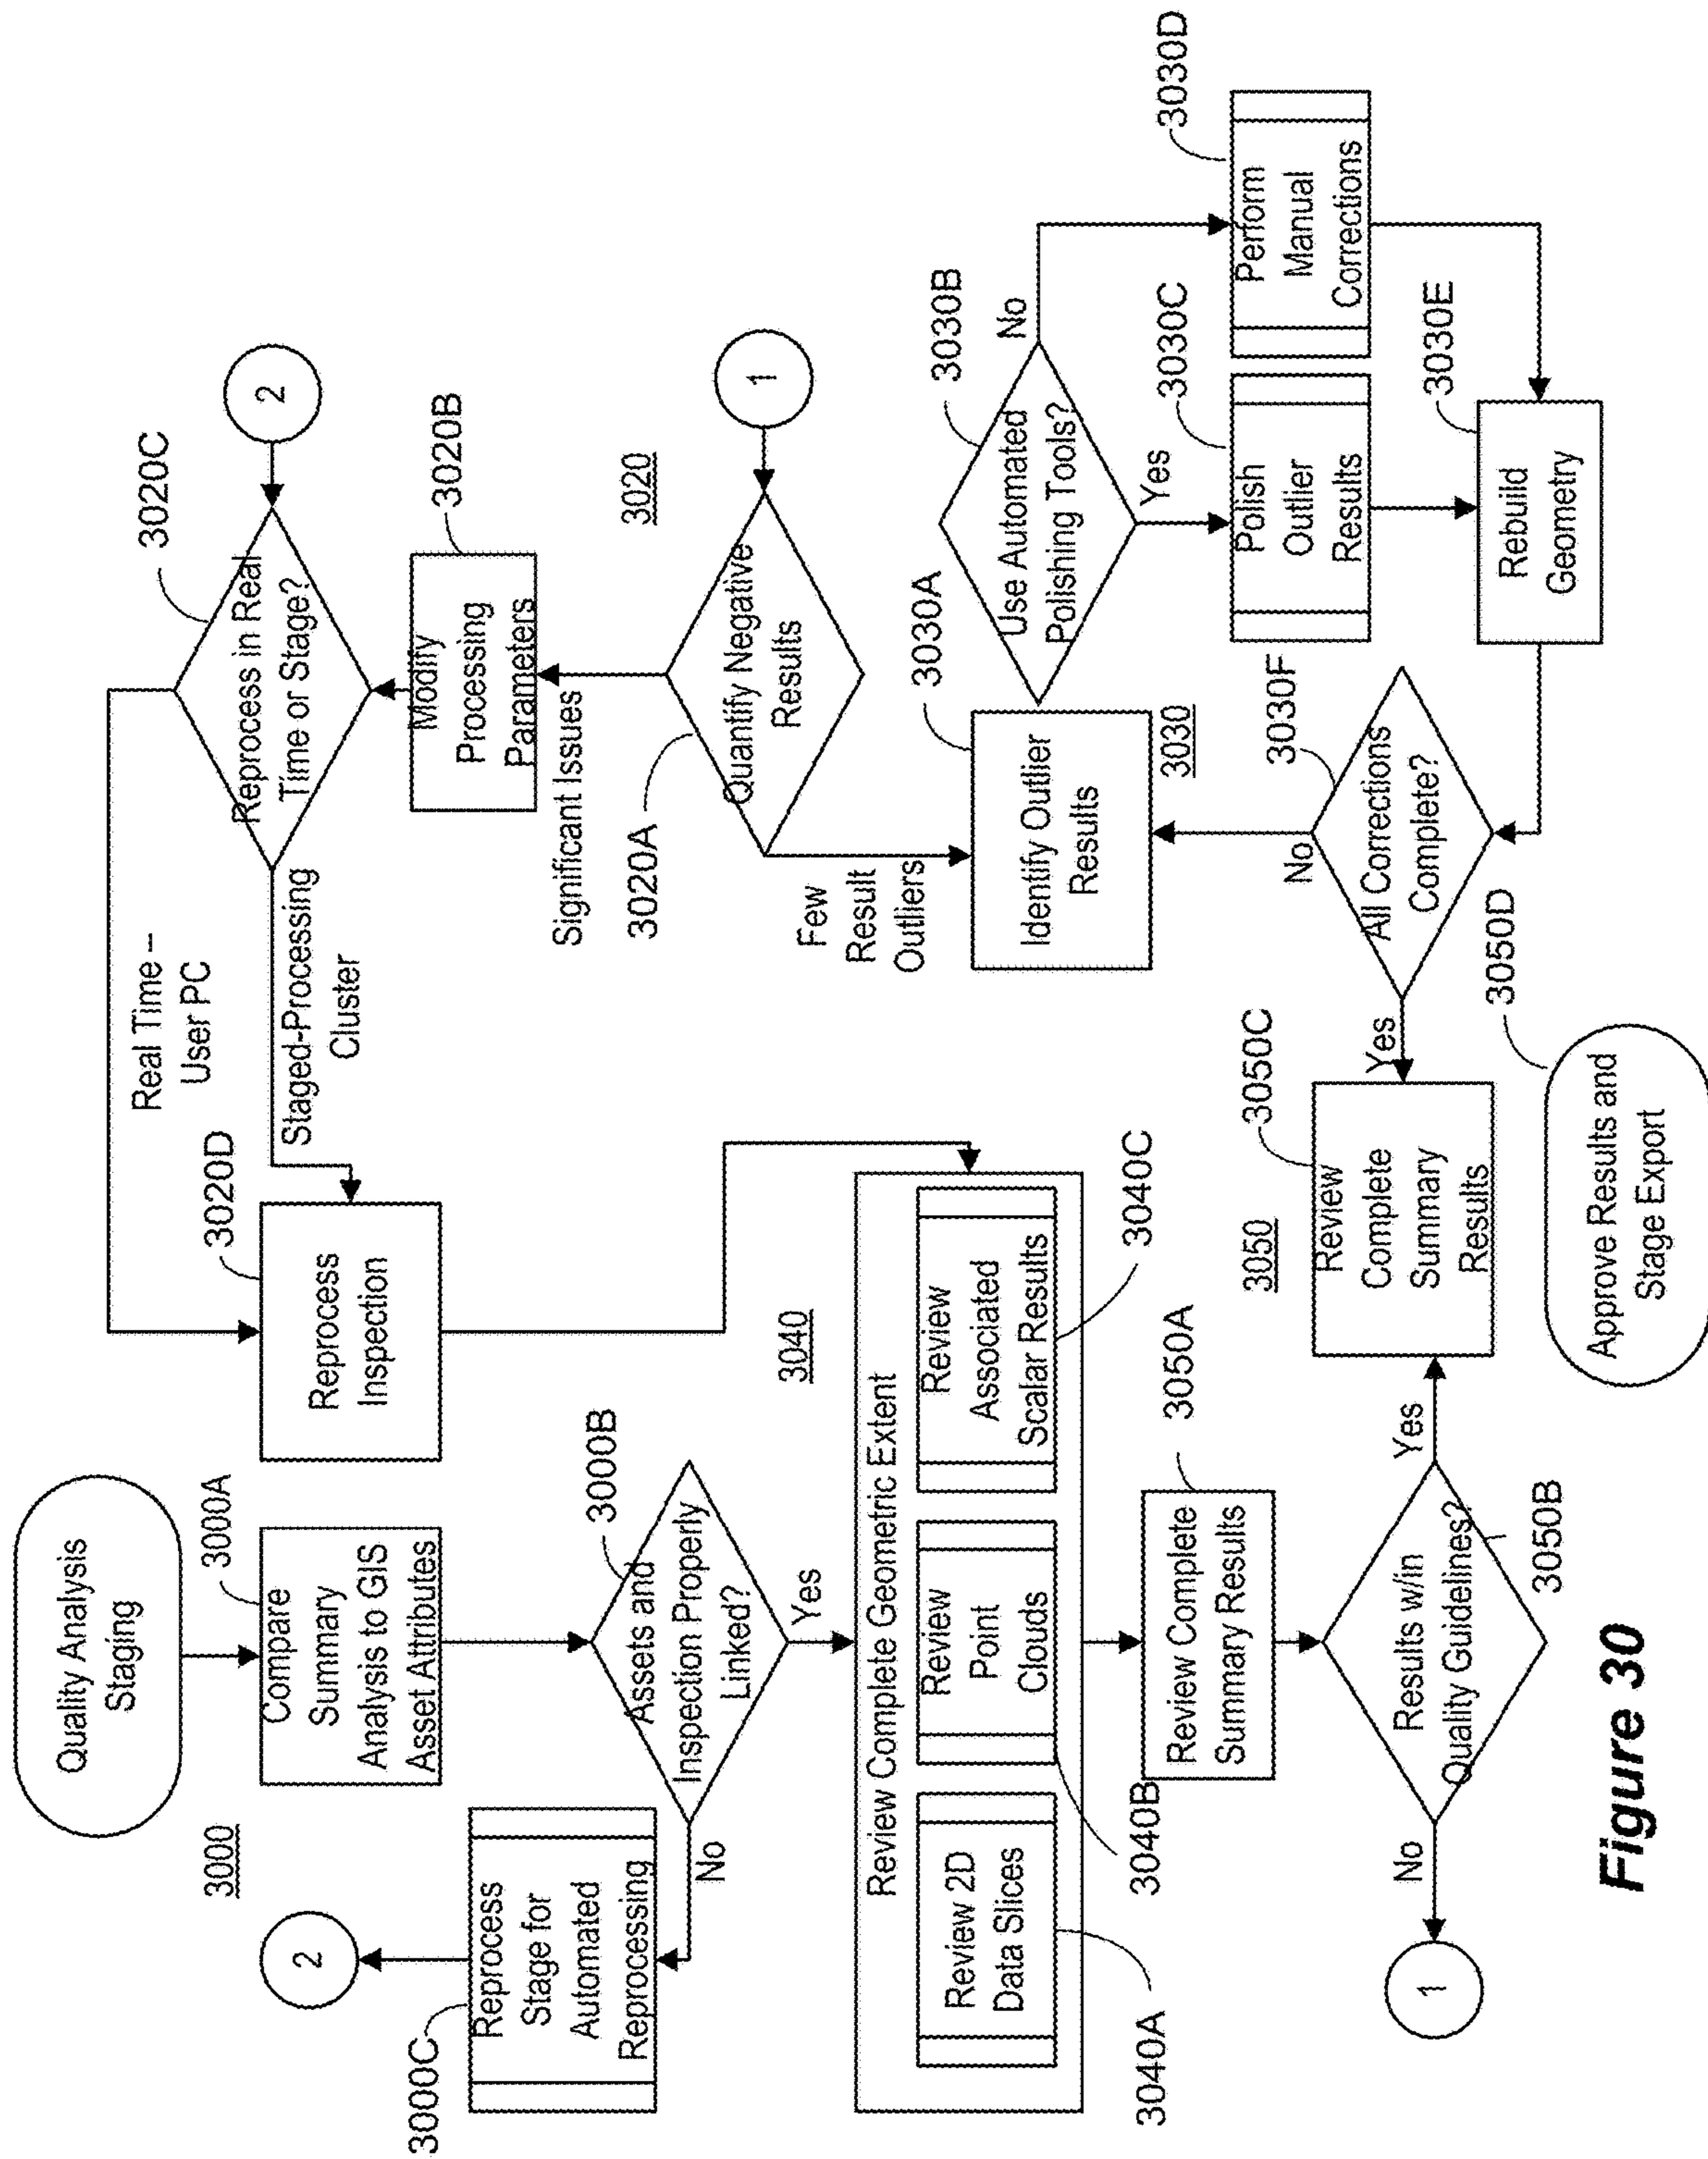 Quality Analysis
Staging
3000
3000A
Compare
Summary
Analysis to GIS
Asset Attributes
3000B
Assets and
Inspection Properly
Linked?
No
Yes
3000C
Reprocess
Stage for
Automated
Reprocessing
2
3040
Review Complete Geometric Extent
Review 2D
Data Slices
3040A
Review
Point
Clouds
3040B
Review
Associated
Scalar Results
3040C
3050A
Review Complete
Summary Results
Results w/in
Quality Guidelines?
3050B
No
Yes
1
3050
3050C
Review
Complete
Summary
Results
3050D
Approve Results and
Stage Export
3020D
Reprocess
Inspection
Real Time –
User PC
Staged-Processing
Cluster
3020C
Reprocess in Real
Time or Stage?
2
3020B
Modify
Processing
Parameters
Significant Issues
3020
3020A
Quantify Negative
Results
1
Few
Result
Outliers
3030A
Identify Outlier
Results
3030
3030B
Use Automated
Polishing Tools?
No
Yes
3030C
Polish
Outlier
Results
3030D
Perform
Manual
Corrections
3030E
Rebuild
Geometry
3030F
All Corrections
Complete?
No
Yes
Figure 30